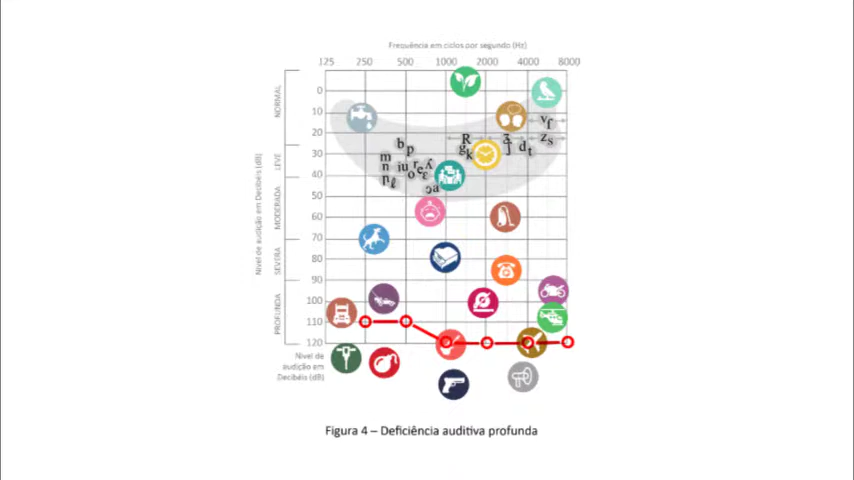 Frequência em ciclos por segundo (Hz)
125 250 500 1000 2000 4000 8000
0
10
20
30
40
50
60
70
80
90
100
110
120
NORMAL
LEVE
MODERADA
SEVERA
PROFUNDA
Nível de audição em Decibéis (dB)
v f
z s
b p
R
g k
d t
m
n
i u
o
a
Nível de
audição em
Decibéis (dB)
Figura 4 – Deficiência auditiva profunda